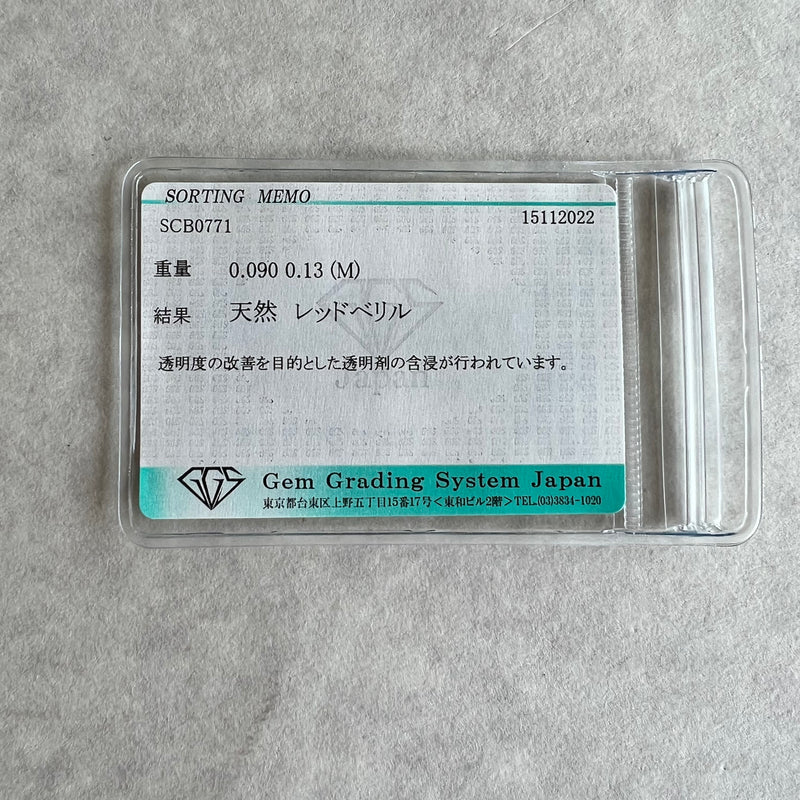 SORTING MEMO
SCB0771
15112022
重量 0.090 0.13 (M)
結果 天然 レッドベリル
透明度の改善を目的とした透明剤の含浸が行われています。
Japan
GGS Gem Grading System Japan
東京都台東区上野五丁目15番17号<東和ビル2階>TEL.(03)3834-1020